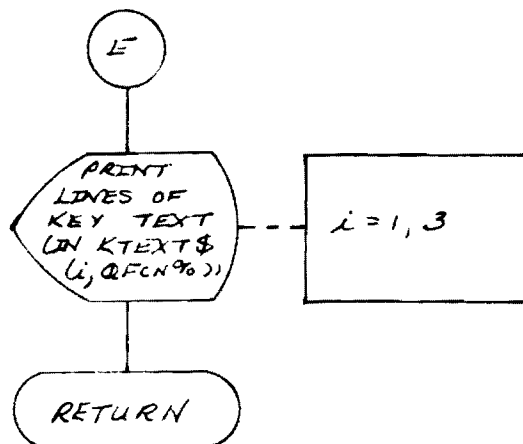 E
PRINT
LINES OF
KEY TEXT
(IN KTEXT$
(i, QFCN%))
i = 1, 3
RETURN